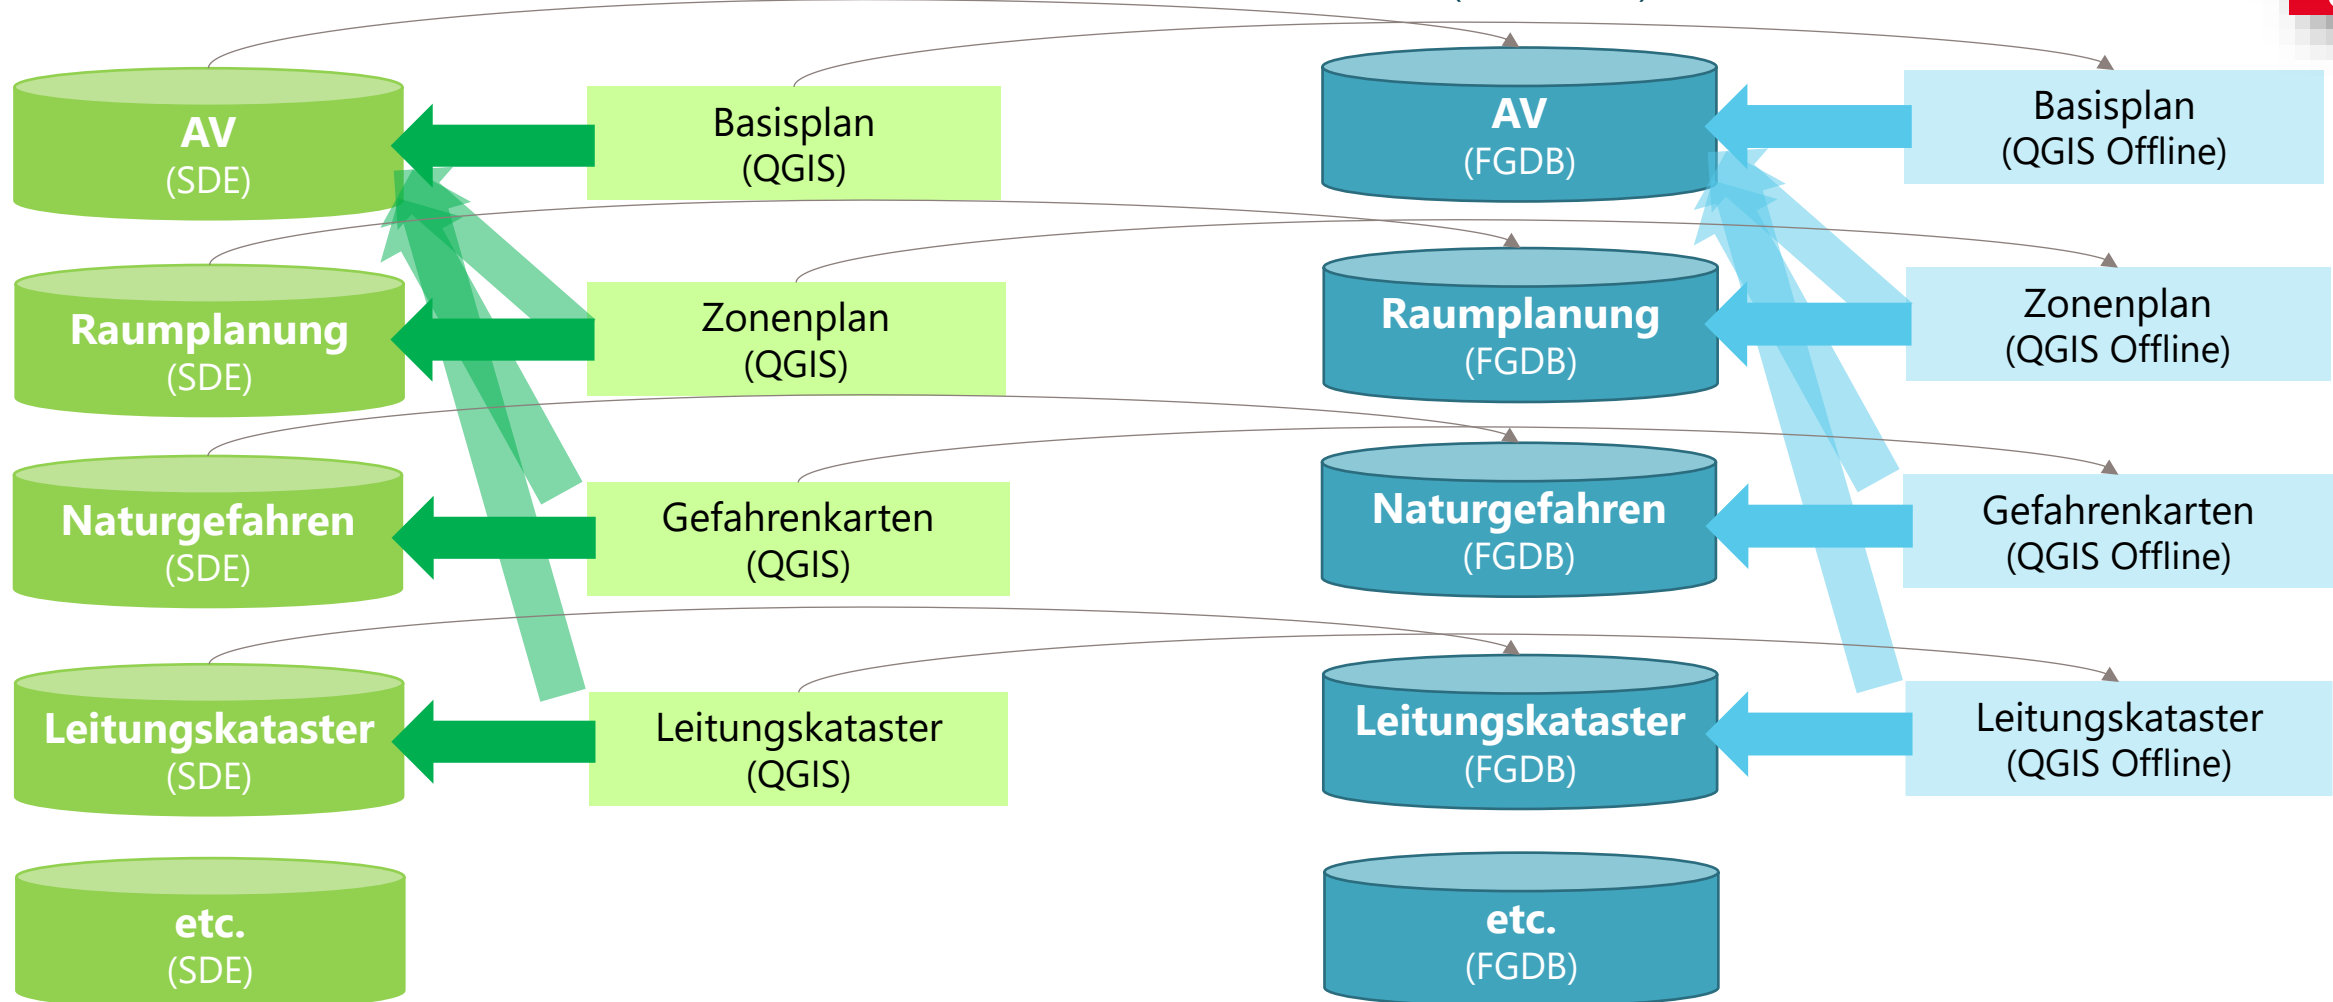 AV
(SDE)
Basisplan
(QGIS)
AV
(FGDB)
Basisplan
(QGIS Offline)
Raumplanung
(SDE)
Zonenplan
(QGIS)
Raumplanung
(FGDB)
Zonenplan
(QGIS Offline)
Naturgefahren
(SDE)
Gefahrenkarten
(QGIS)
Naturgefahren
(FGDB)
Gefahrenkarten
(QGIS Offline)
Leitungskataster
(SDE)
Leitungskataster
(QGIS)
Leitungskataster
(FGDB)
Leitungskataster
(QGIS Offline)
etc.
(SDE)
etc.
(FGDB)